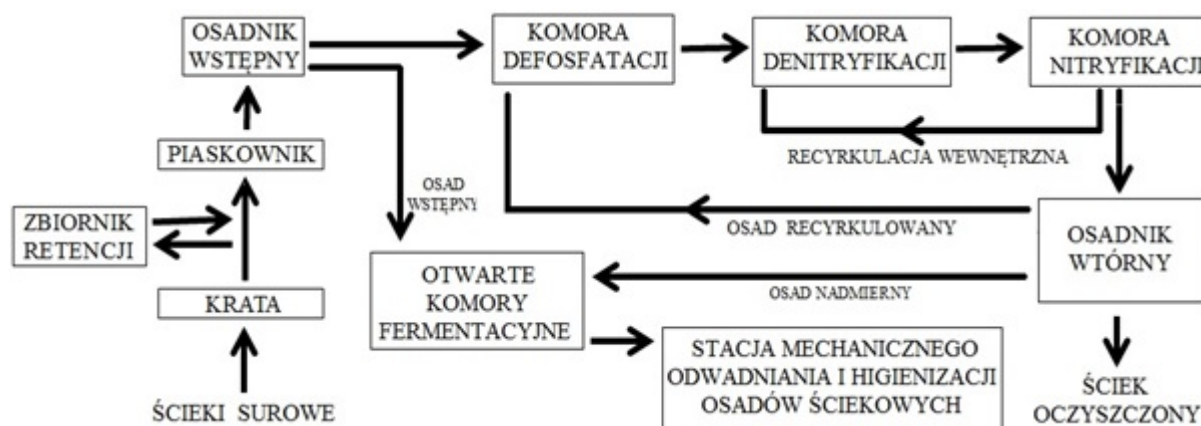 OSADNIK
WSTĘPNY
KOMORA
DEFOSFATACJI
KOMORA
DENITRYFIKACJI
KOMORA
NITRYFIKACJI
PIASKOWNIK
RECYRKULACJA WEWNĘTRZNA
OSAD
WSTĘPNY
ZBIORNIK
RETENCJI
OSAD RECYRKULOWANY
OSADNIK
WTÓRNY
KRATA
OTWARTE
KOMORY
FERMENTACYJNE
OSAD NADMIERNY
STACJA MECHANICZNEGO
ODWADNIANIA I HIGIENIZACJI
OSADÓW ŚCIEKOWYCH
ŚCIEKI SUROWE
ŚCIEK
OCZYSZCZONY